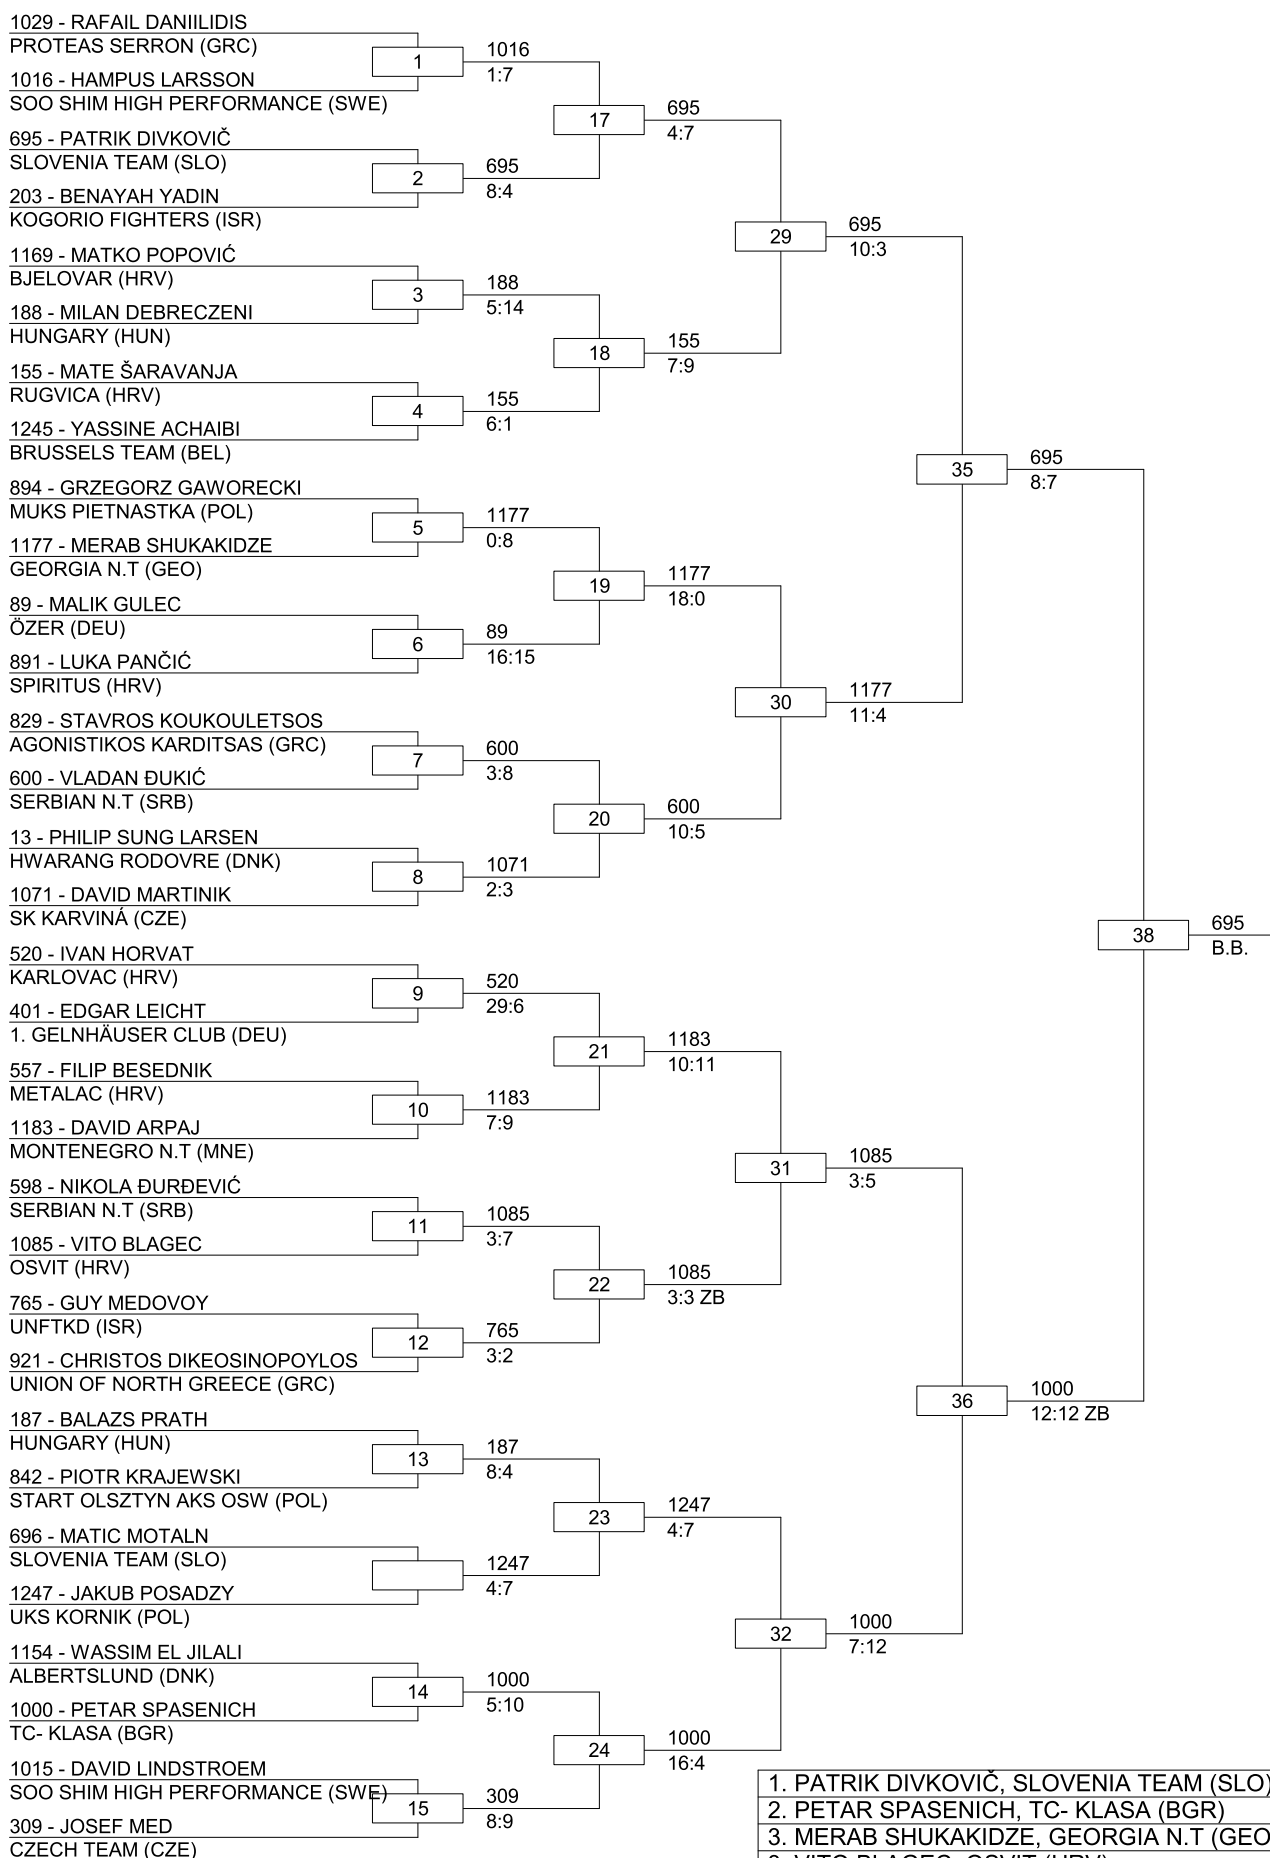 1029 - RAFAIL DANIILIDIS
PROTEAS SERRON (GRC)
1
1016
1:7
1016 - HAMPUS LARSSON
SOO SHIM HIGH PERFORMANCE (SWE)
17
695
4:7
695 - PATRIK DIVKOVIČ
SLOVENIA TEAM (SLO)
2
695
8:4
203 - BENAYAH YADIN
KOGORIO FIGHTERS (ISR)
29
695
10:3
1169 - MATKO POPOVIĆ
BJELOVAR (HRV)
3
188
5:14
188 - MILAN DEBRECZENI
HUNGARY (HUN)
18
155
7:9
155 - MATE ŠARAVANJA
RUGVICA (HRV)
4
155
6:1
1245 - YASSINE ACHAIBI
BRUSSELS TEAM (BEL)
35
695
8:7
894 - GRZEGORZ GAWORECKI
MUKS PIETNASTKA (POL)
5
1177
0:8
1177 - MERAB SHUKAKIDZE
GEORGIA N.T (GEO)
19
1177
18:0
89 - MALIK GULEC
ÖZER (DEU)
6
89
16:15
891 - LUKA PANČIĆ
SPIRITUS (HRV)
30
1177
11:4
829 - STAVROS KOUKOULETSOS
AGONISTIKOS KARDITSAS (GRC)
7
600
3:8
600 - VLADAN ĐUKIĆ
SERBIAN N.T (SRB)
20
600
10:5
13 - PHILIP SUNG LARSEN
HWARANG RODOVRE (DNK)
8
1071
2:3
1071 - DAVID MARTINIK
SK KARVINÁ (CZE)
38
695
B.B.
520 - IVAN HORVAT
KARLOVAC (HRV)
9
520
29:6
401 - EDGAR LEICHT
1. GELNHÄUSER CLUB (DEU)
21
1183
10:11
557 - FILIP BESEDNIK
METALAC (HRV)
10
1183
7:9
1183 - DAVID ARPAJ
MONTENEGRO N.T (MNE)
31
1085
3:5
598 - NIKOLA ĐURĐEVIĆ
SERBIAN N.T (SRB)
11
1085
3:7
1085 - VITO BLAGEC
OSVIT (HRV)
22
1085
3:3 ZB
765 - GUY MEDOVOY
UNFTKD (ISR)
12
765
3:2
921 - CHRISTOS DIKEOSINOPOYLOS
UNION OF NORTH GREECE (GRC)
36
1000
12:12 ZB
187 - BALAZS PRATH
HUNGARY (HUN)
13
187
8:4
842 - PIOTR KRAJEWSKI
START OLSZTYN AKS OSW (POL)
23
1247
4:7
696 - MATIC MOTALN
SLOVENIA TEAM (SLO)
1247
4:7
1247 - JAKUB POSADZY
UKS KORNIK (POL)
32
1000
7:12
1154 - WASSIM EL JILALI
ALBERTSLUND (DNK)
14
1000
5:10
1000 - PETAR SPASENICH
TC- KLASA (BGR)
24
1000
16:4
1015 - DAVID LINDSTROEM
SOO SHIM HIGH PERFORMANCE (SWE)
15
309
8:9
309 - JOSEF MED
CZECH TEAM (CZE)
1. PATRIK DIVKOVIČ, SLOVENIA TEAM (SLO)
2. PETAR SPASENICH, TC- KLASA (BGR)
3. MERAB SHUKAKIDZE, GEORGIA N.T (GEO
3. VITO BLAGEC, OSVIT (HRV)